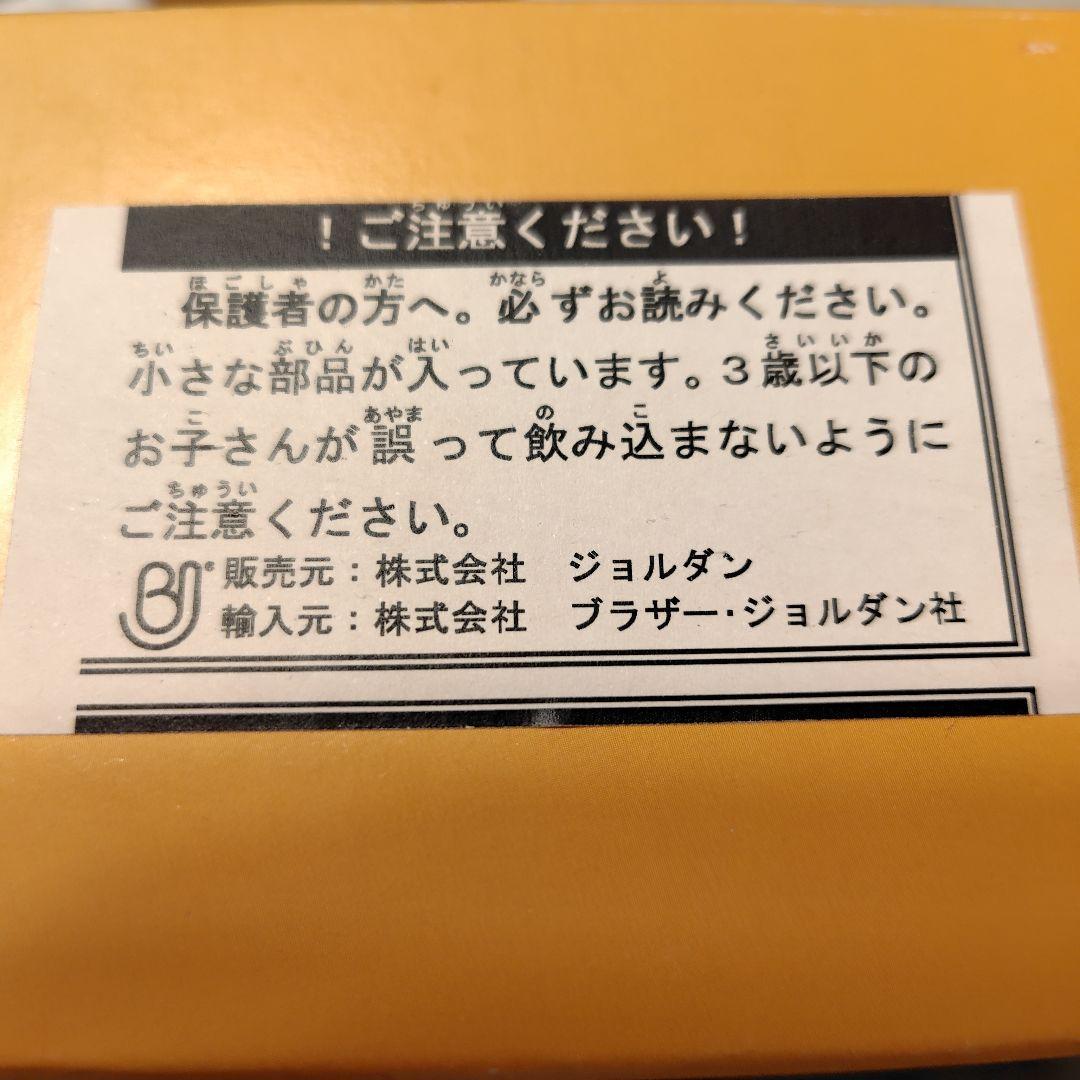 ！ご注意ください！
保護者の方へ。必ずお読みください。
小さな部品が入っています。3歳以下の
お子さんが誤って飲み込まないように
ご注意ください。
BJ 販売元：株式会社 ジョルダン
輸入元：株式会社 ブラザー・ジョルダン社